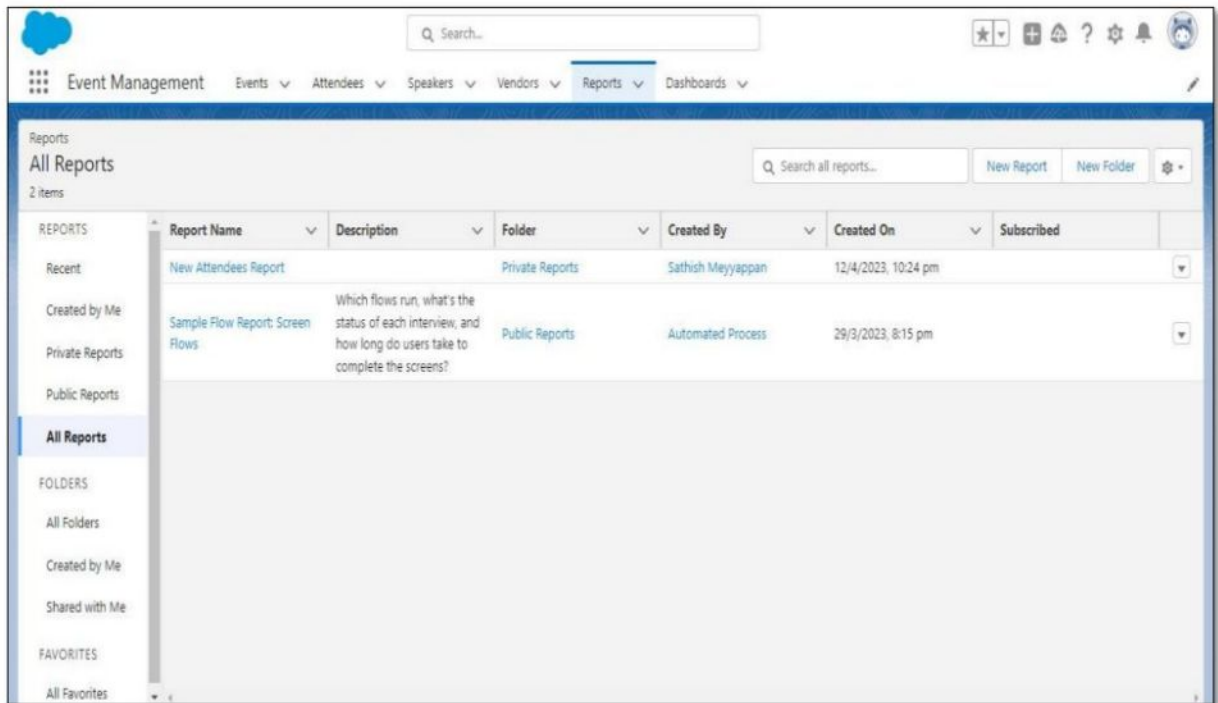 Search...
Event Management Events Attendees Speakers Vendors Reports Dashboards
Reports
All Reports
2 items
Search all reports...
New Report New Folder
REPORTS
Recent
Created by Me
Private Reports
Public Reports
All Reports
FOLDERS
All Folders
Created by Me
Shared with Me
FAVORITES
All Favorites
Report Name Description Folder Created By Created On Subscribed
New Attendees Report Private Reports Sathish Meyyappan 12/4/2023, 10:24 pm
Sample Flow Report: Screen
Flows
Which flows run, what's the
status of each interview, and
how long do users take to
complete the screens?
Public Reports Automated Process 29/3/2023, 8:15 pm